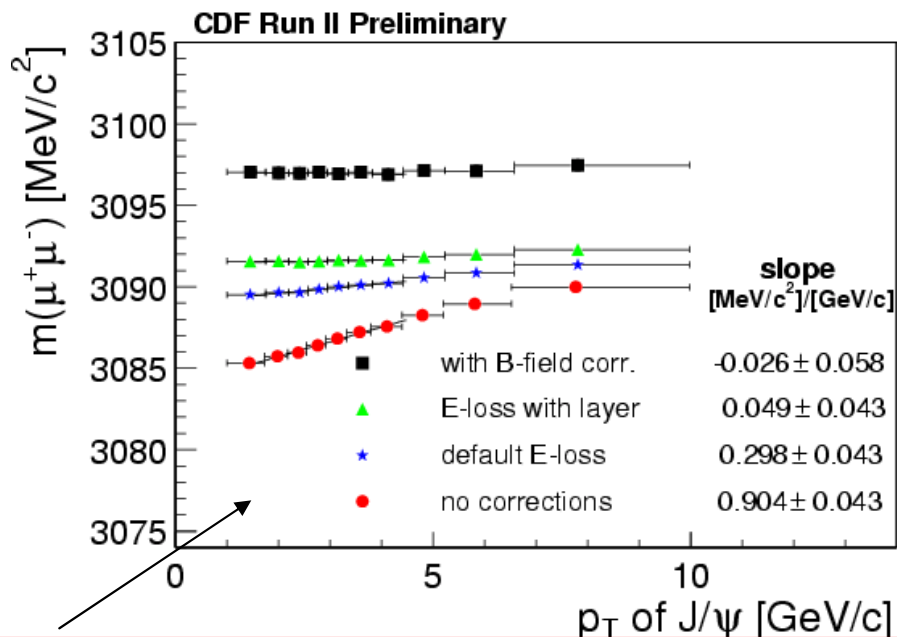 CDF Run II Preliminary
m(μ⁺μ⁻) [MeV/c²]
3105
3100
3095
3090
3085
3080
3075
slope
[MeV/c²]/[GeV/c]
with B-field corr. -0.026 ± 0.058
E-loss with layer 0.049 ± 0.043
default E-loss 0.298 ± 0.043
no corrections 0.904 ± 0.043
0 5 10
p_T of J/ψ [GeV/c]